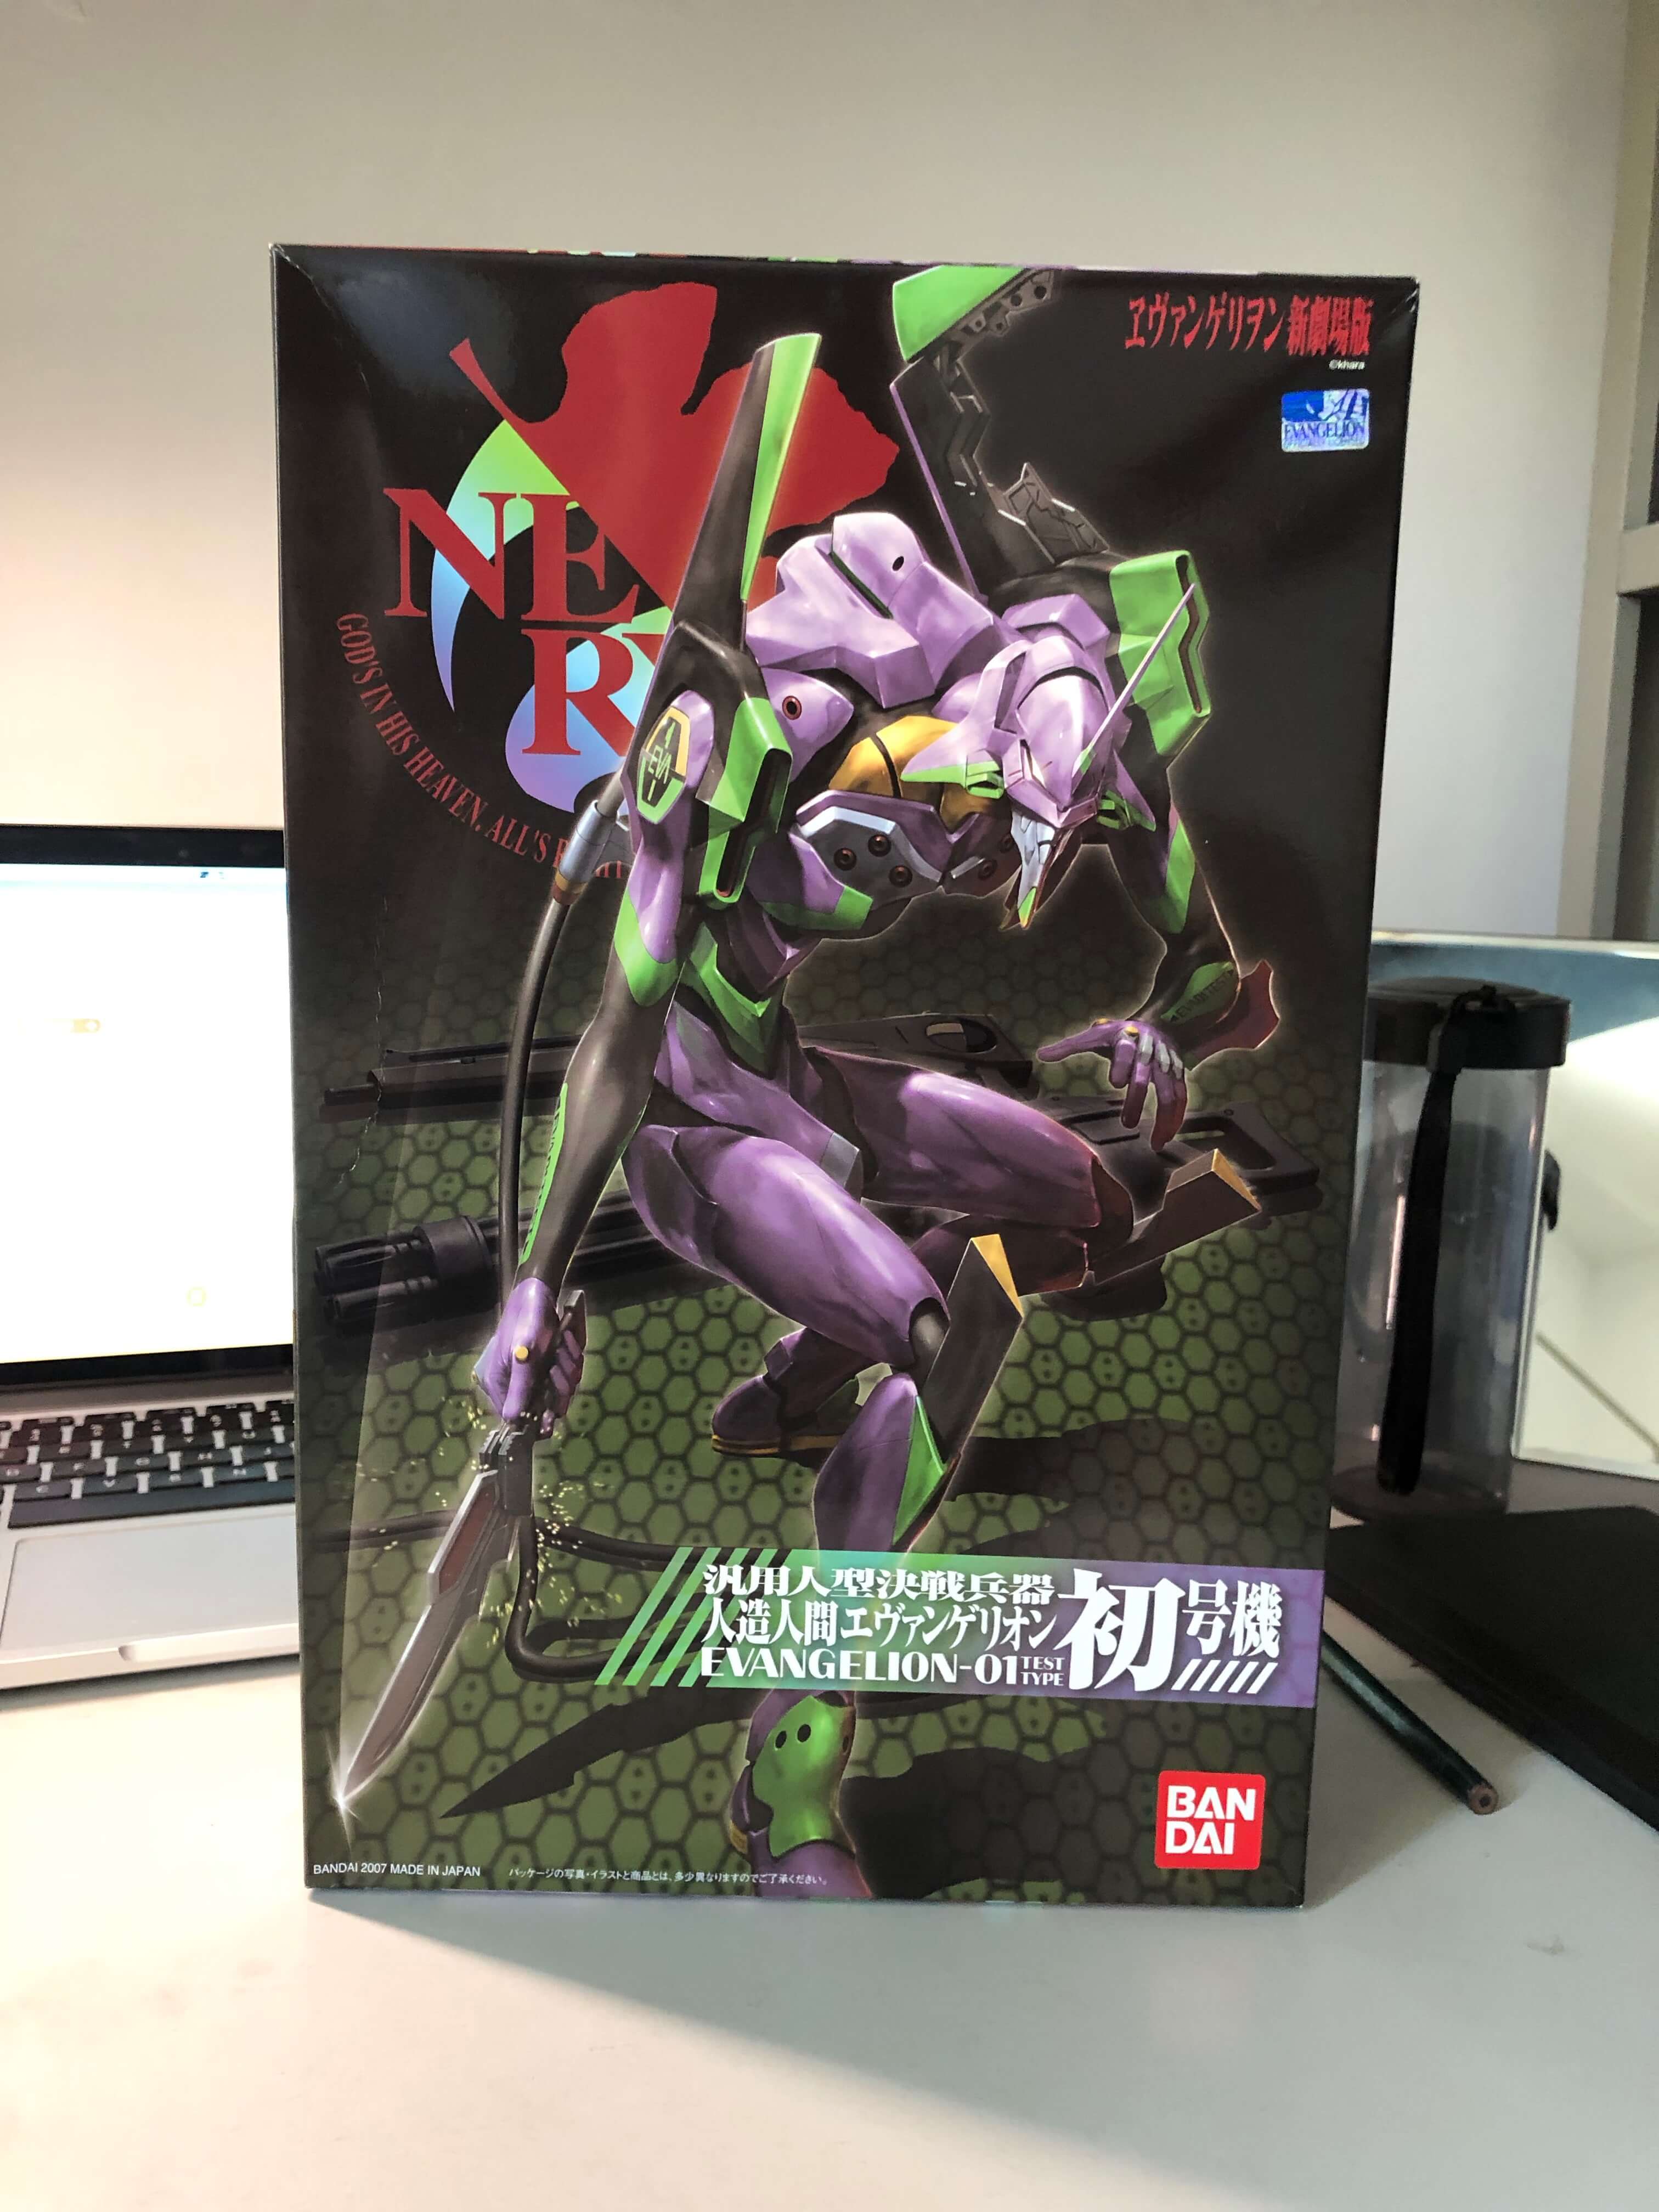 ヱヴァンゲリヲン 新劇場版
©khara
EVANGELION
NE
R
GOD'S IN HIS HEAVEN. ALL'S
EVA
汎用人型決戦兵器
人造人間エヴァンゲリオン 初号機
EVANGELION-01 TEST TYPE
BAN
DAI
BANDAI 2007 MADE IN JAPAN
パッケージの写真・イラストと商品とは、多少異なりますのでご了承ください。